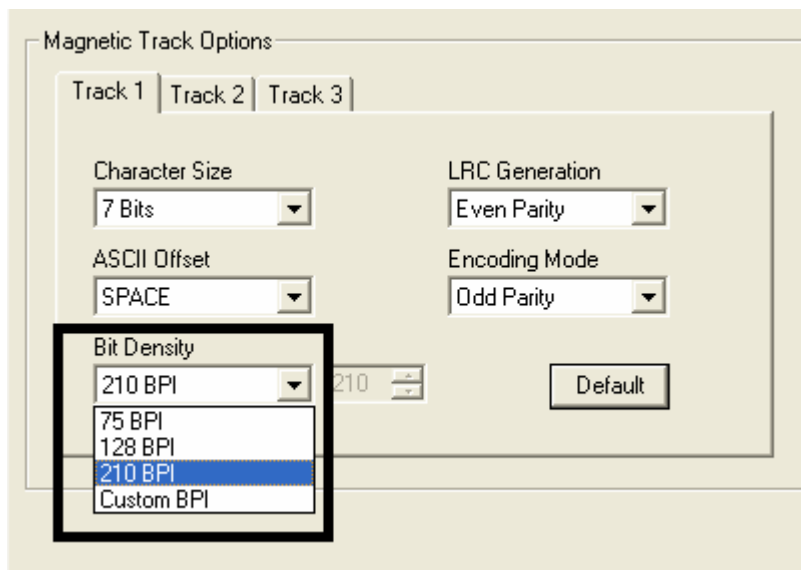 Magnetic Track Options
Track 1 Track 2 Track 3
Character Size LRC Generation
7 Bits Even Parity
ASCII Offset Encoding Mode
SPACE Odd Parity
Bit Density
210 BPI 210 Default
75 BPI
128 BPI
210 BPI
Custom BPI